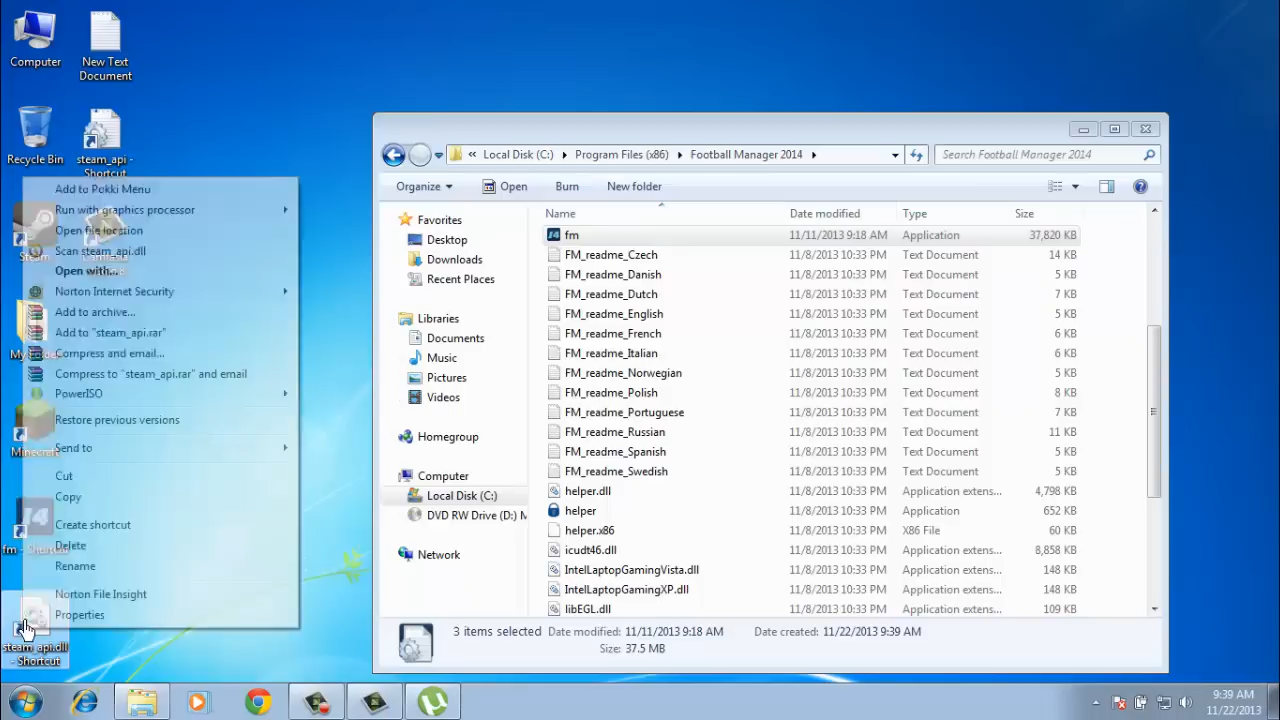 Computer
New Text
Document
Recycle Bin
steam_api -
Shortcut
Add to Pokki Menu
Run with graphics processor
Open file location
Scan steam_api.dll
Open with...
Norton Internet Security
Add to archive...
Add to "steam_api.rar"
Compress and email...
Compress to "steam_api.rar" and email
PowerISO
Restore previous versions
Send to
Cut
Copy
Create shortcut
Delete
Rename
Norton File Insight
Properties
Steam
Minecraft
fm - Shortcut
steam_api.dll
- Shortcut
« Local Disk (C:) Program Files (x86) Football Manager 2014
Search Football Manager 2014
Organize Open Burn New folder
Favorites
Desktop
Downloads
Recent Places
Libraries
Documents
Music
Pictures
Videos
Homegroup
Computer
Local Disk (C:)
DVD RW Drive (D:) M
Network
Name Date modified Type Size
fm 11/11/2013 9:18 AM Application 37,820 KB
FM_readme_Czech 11/8/2013 10:33 PM Text Document 14 KB
FM_readme_Danish 11/8/2013 10:33 PM Text Document 5 KB
FM_readme_Dutch 11/8/2013 10:33 PM Text Document 7 KB
FM_readme_English 11/8/2013 10:33 PM Text Document 5 KB
FM_readme_French 11/8/2013 10:33 PM Text Document 6 KB
FM_readme_Italian 11/8/2013 10:33 PM Text Document 6 KB
FM_readme_Norwegian 11/8/2013 10:33 PM Text Document 5 KB
FM_readme_Polish 11/8/2013 10:33 PM Text Document 8 KB
FM_readme_Portuguese 11/8/2013 10:33 PM Text Document 7 KB
FM_readme_Russian 11/8/2013 10:33 PM Text Document 11 KB
FM_readme_Spanish 11/8/2013 10:33 PM Text Document 5 KB
FM_readme_Swedish 11/8/2013 10:33 PM Text Document 5 KB
helper.dll 11/8/2013 10:33 PM Application extens... 4,798 KB
helper 11/8/2013 10:33 PM Application 652 KB
helper.x86 11/8/2013 10:33 PM X86 File 60 KB
icudt46.dll 11/8/2013 10:33 PM Application extens... 8,858 KB
IntelLaptopGamingVista.dll 11/8/2013 10:33 PM Application extens... 148 KB
IntelLaptopGamingXP.dll 11/8/2013 10:33 PM Application extens... 148 KB
libEGL.dll 11/8/2013 10:33 PM Application extens... 109 KB
3 items selected Date modified: 11/11/2013 9:18 AM Date created: 11/22/2013 9:39 AM
Size: 37.5 MB
9:39 AM
11/22/2013